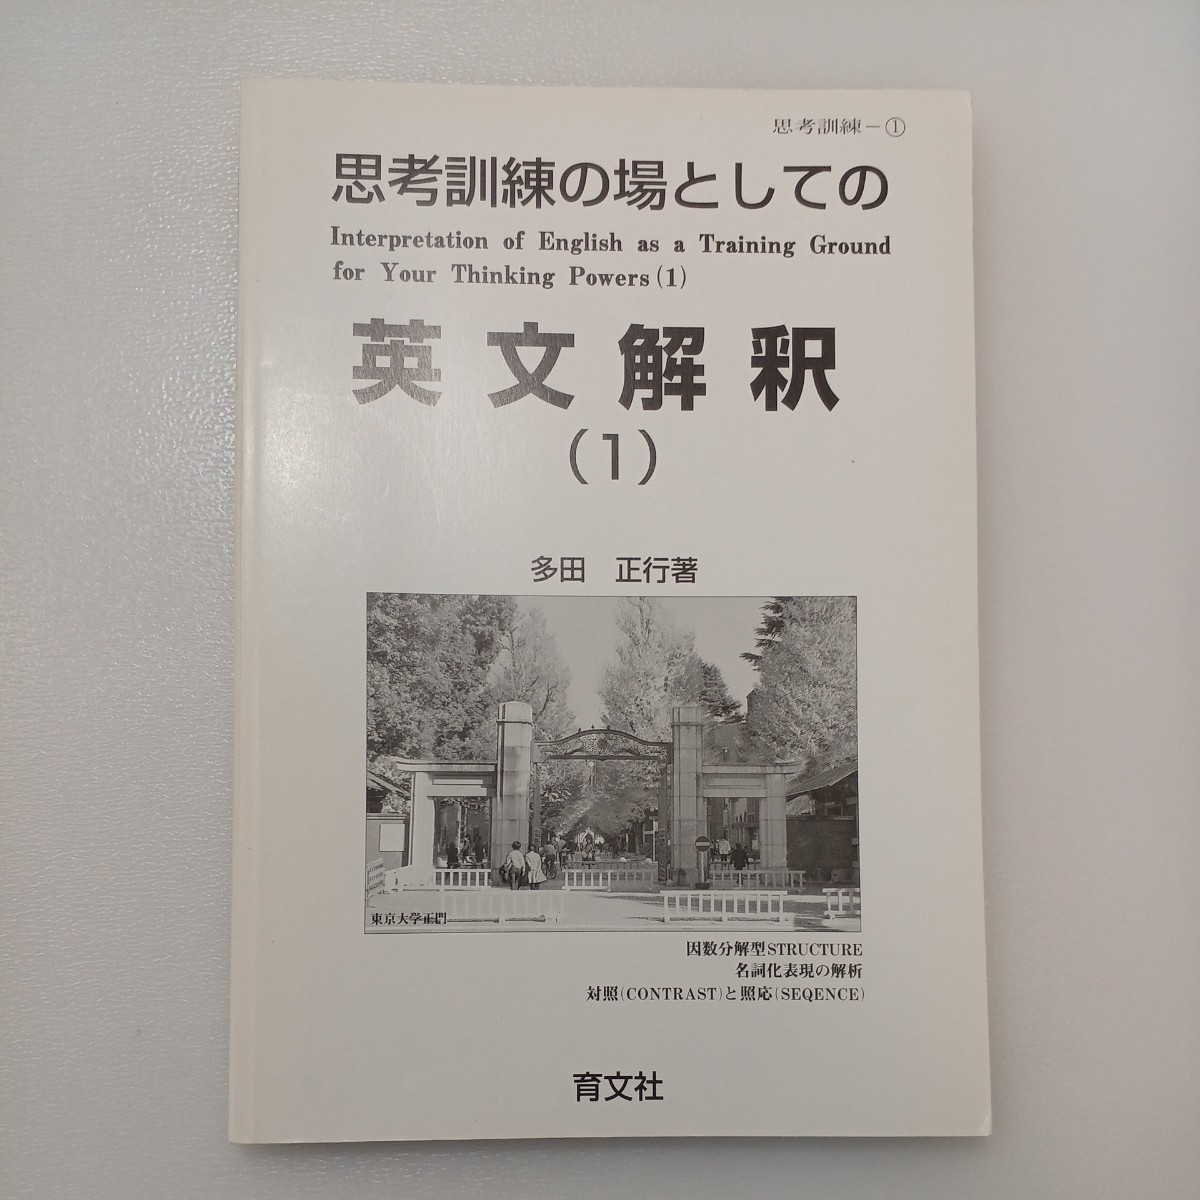 思考訓練－①
思考訓練の場としての
Interpretation of English as a Training Ground
for Your Thinking Powers (1)
英文解釈
(1)
多田　正行著
東京大学正門
因数分解型STRUCTURE
名詞化表現の解析
対照(CONTRAST)と照応(SEQENCE)
育文社